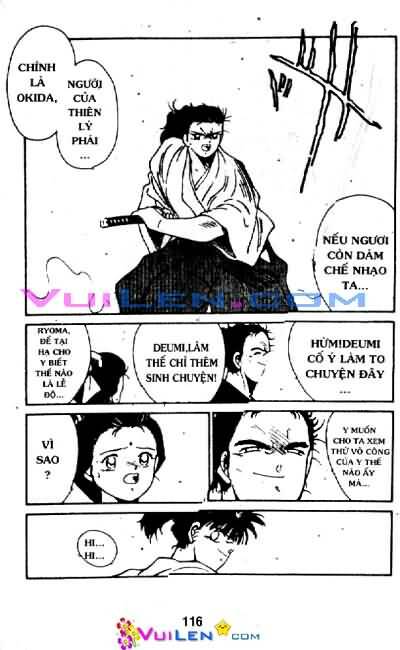 CHÍNH
LÀ
OKIDA,
NGƯỜI
CỦA
THIÊN
LÝ
PHÁI
...
NẾU NGƯƠI
CÒN DÁM
CHẾ NHẠO
TA...
VUILEN.COM
HỪM!DEUMI
CỐ Ý LÀM TO
CHUYỆN ĐÂY
...
DEUMI,LÀM
THẾ CHỈ THÊM
SINH CHUYỆN!
RYOMA,
ĐỂ TẠI
HẠ CHO
Y BIẾT
THẾ NÀO
LÀ LỄ
ĐỘ...
Y MUỐN
CHO TA XEM
THỬ VÕ CÔNG
CỦA Y THẾ
NÀO ẤY
MÀ...
VÌ
SAO
?
HI...
HI...
116
VUILEN.COM